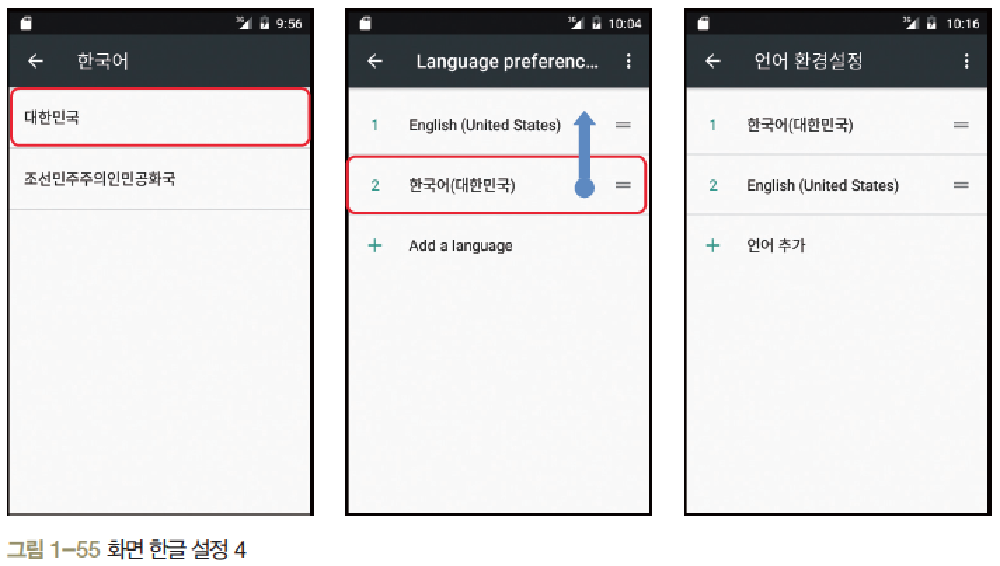 3G 9:56
한국어
대한민국
조선민주주의인민공화국
3G 10:04
Language preferenc...
1 English (United States)
2 한국어(대한민국)
+ Add a language
3G 10:16
언어 환경설정
1 한국어(대한민국)
2 English (United States)
+ 언어 추가
그림 1-55 화면 한글 설정 4